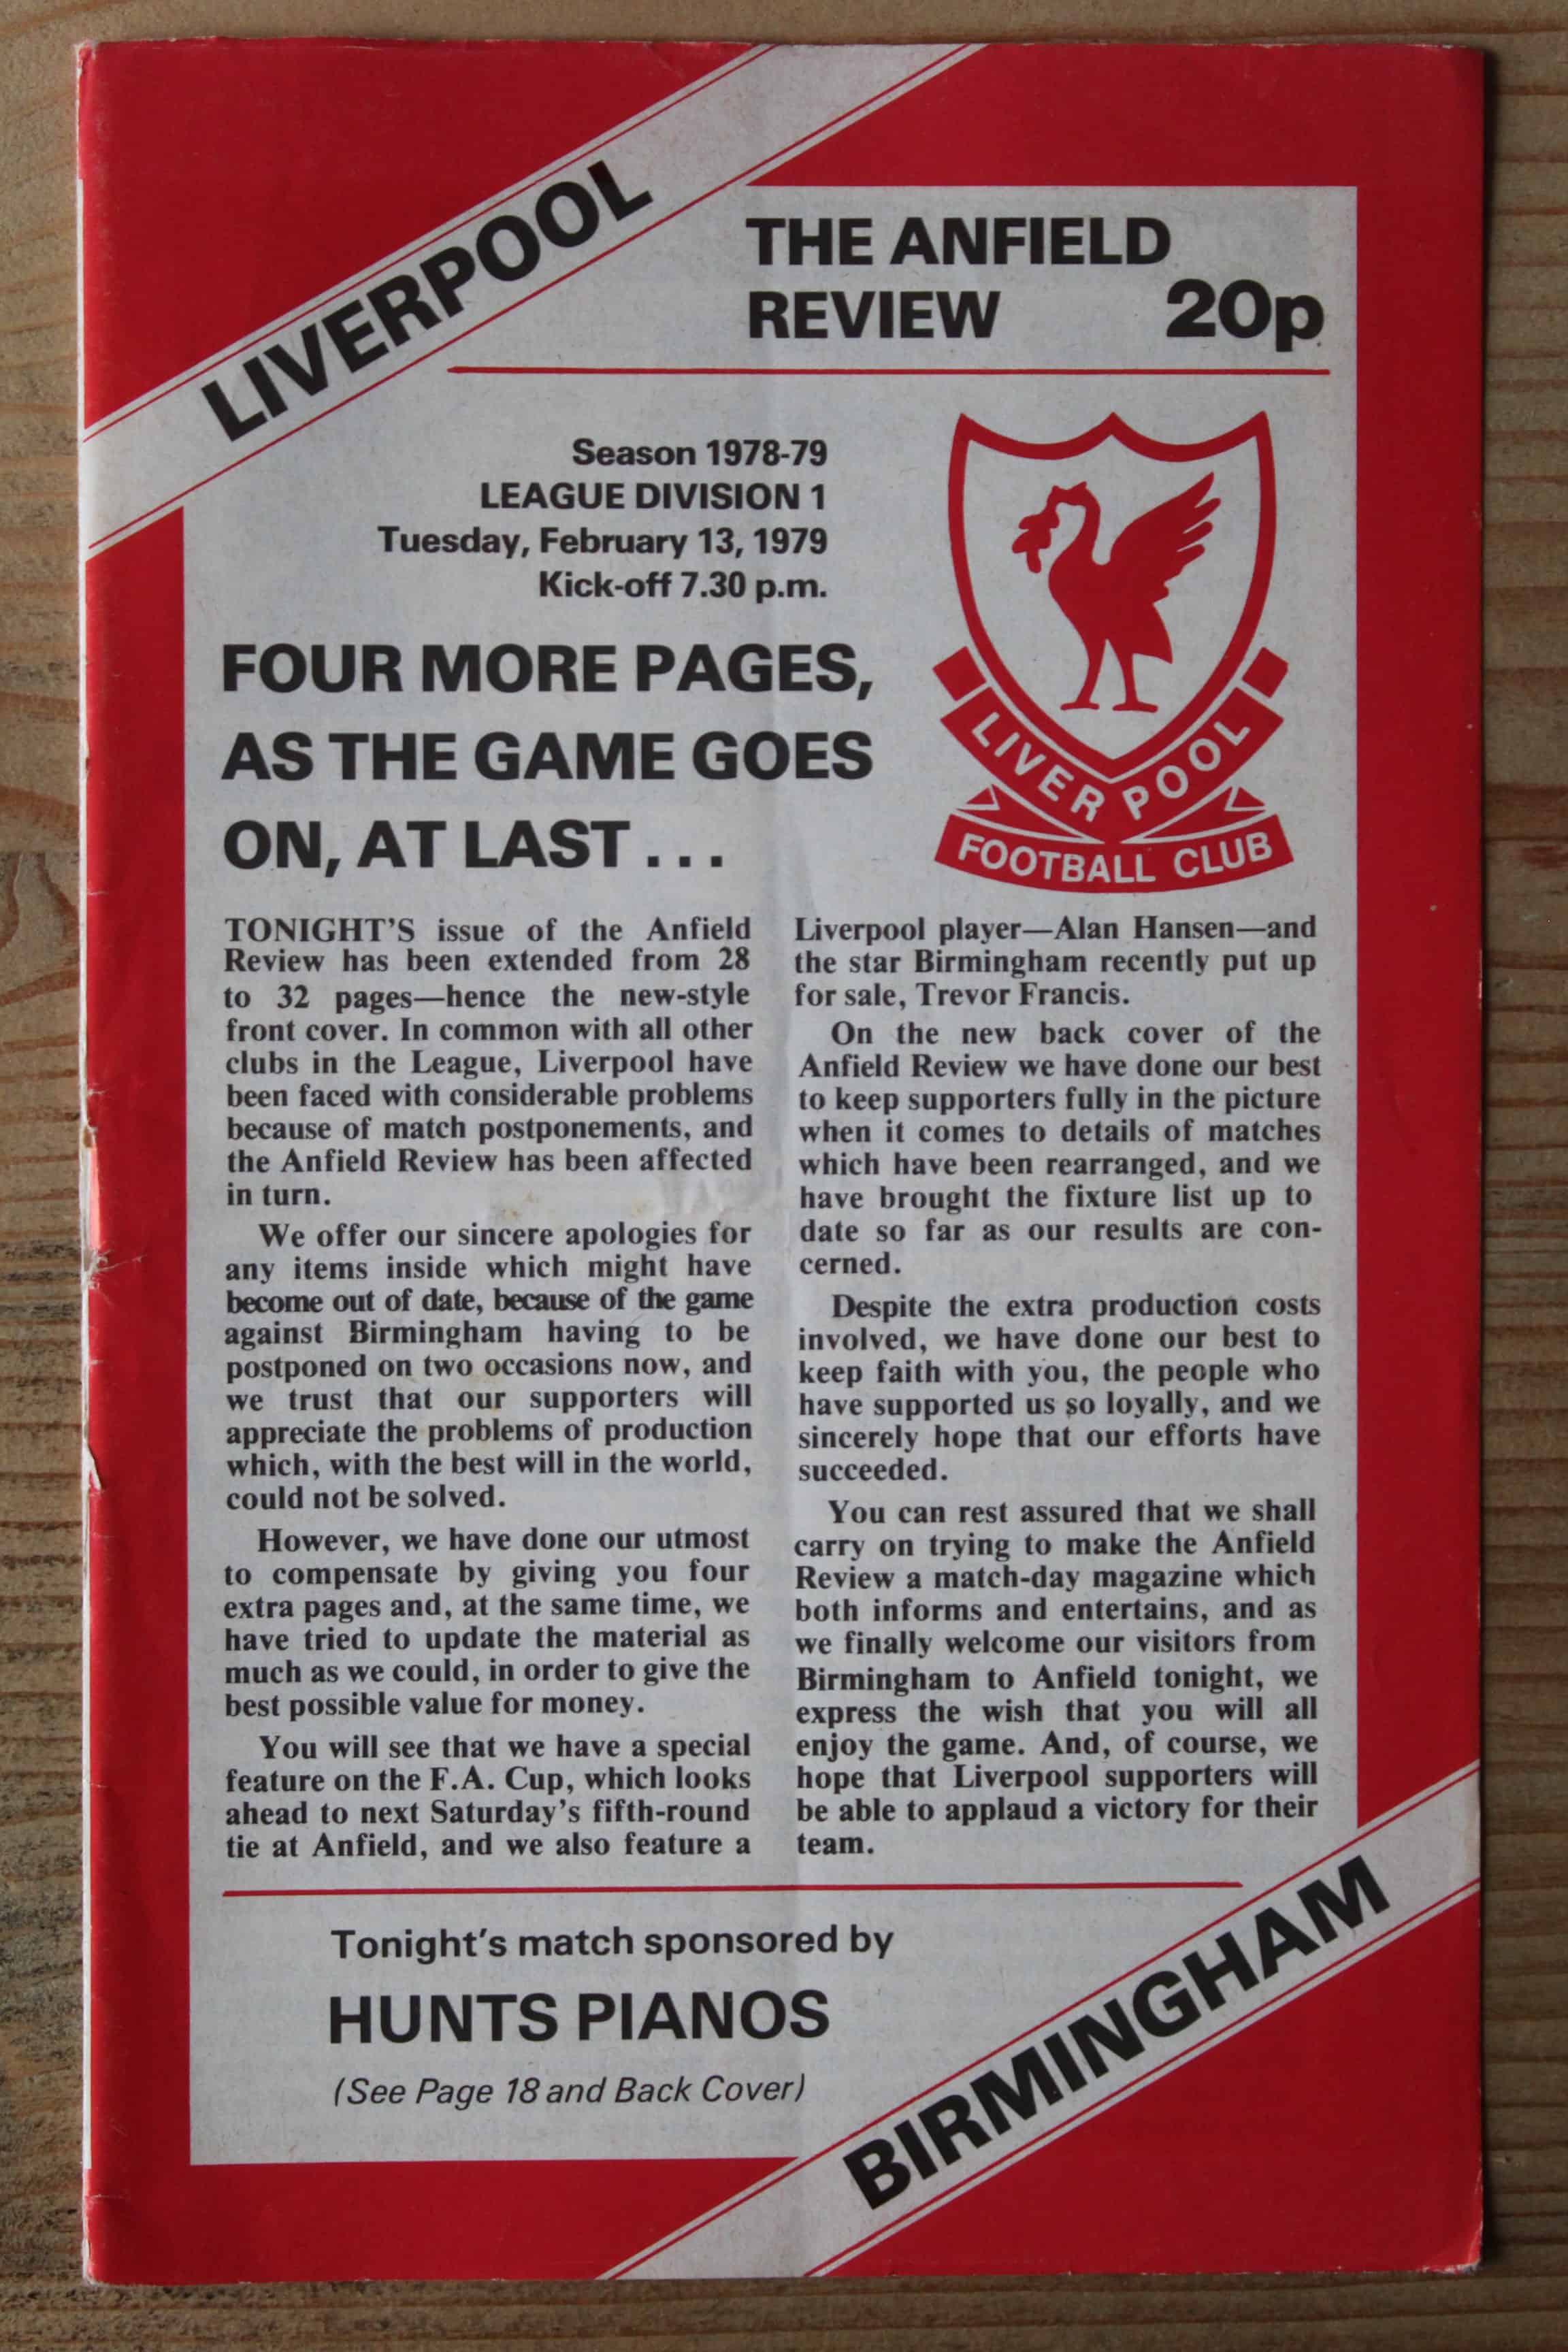 LIVERPOOL
THE ANFIELD
REVIEW 20p
Season 1978-79
LEAGUE DIVISION 1
Tuesday, February 13, 1979
Kick-off 7.30 p.m.
FOUR MORE PAGES,
AS THE GAME GOES
ON, AT LAST . . .
LIVERPOOL
FOOTBALL CLUB
TONIGHT'S issue of the Anfield
Review has been extended from 28
to 32 pages—hence the new-style
front cover. In common with all other
clubs in the League, Liverpool have
been faced with considerable problems
because of match postponements, and
the Anfield Review has been affected
in turn.
We offer our sincere apologies for
any items inside which might have
become out of date, because of the game
against Birmingham having to be
postponed on two occasions now, and
we trust that our supporters will
appreciate the problems of production
which, with the best will in the world,
could not be solved.
However, we have done our utmost
to compensate by giving you four
extra pages and, at the same time, we
have tried to update the material as
much as we could, in order to give the
best possible value for money.
You will see that we have a special
feature on the F.A. Cup, which looks
ahead to next Saturday's fifth-round
tie at Anfield, and we also feature a
Liverpool player—Alan Hansen—and
the star Birmingham recently put up
for sale, Trevor Francis.
On the new back cover of the
Anfield Review we have done our best
to keep supporters fully in the picture
when it comes to details of matches
which have been rearranged, and we
have brought the fixture list up to
date so far as our results are con-
cerned.
Despite the extra production costs
involved, we have done our best to
keep faith with you, the people who
have supported us so loyally, and we
sincerely hope that our efforts have
succeeded.
You can rest assured that we shall
carry on trying to make the Anfield
Review a match-day magazine which
both informs and entertains, and as
we finally welcome our visitors from
Birmingham to Anfield tonight, we
express the wish that you will all
enjoy the game. And, of course, we
hope that Liverpool supporters will
be able to applaud a victory for their
team.
Tonight's match sponsored by
HUNTS PIANOS
(See Page 18 and Back Cover)
BIRMINGHAM